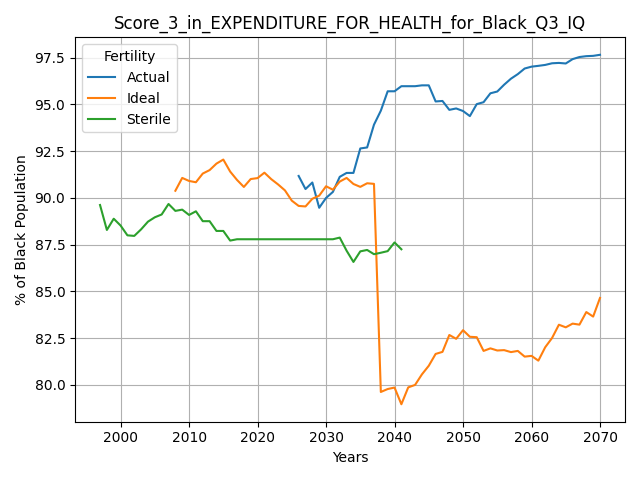 Score_3_in_EXPENDITURE_FOR_HEALTH_for_Black_Q3_IQ
Fertility
Actual
Ideal
Sterile
% of Black Population
97.5
95.0
92.5
90.0
87.5
85.0
82.5
80.0
2000 2010 2020 2030 2040 2050 2060 2070
Years